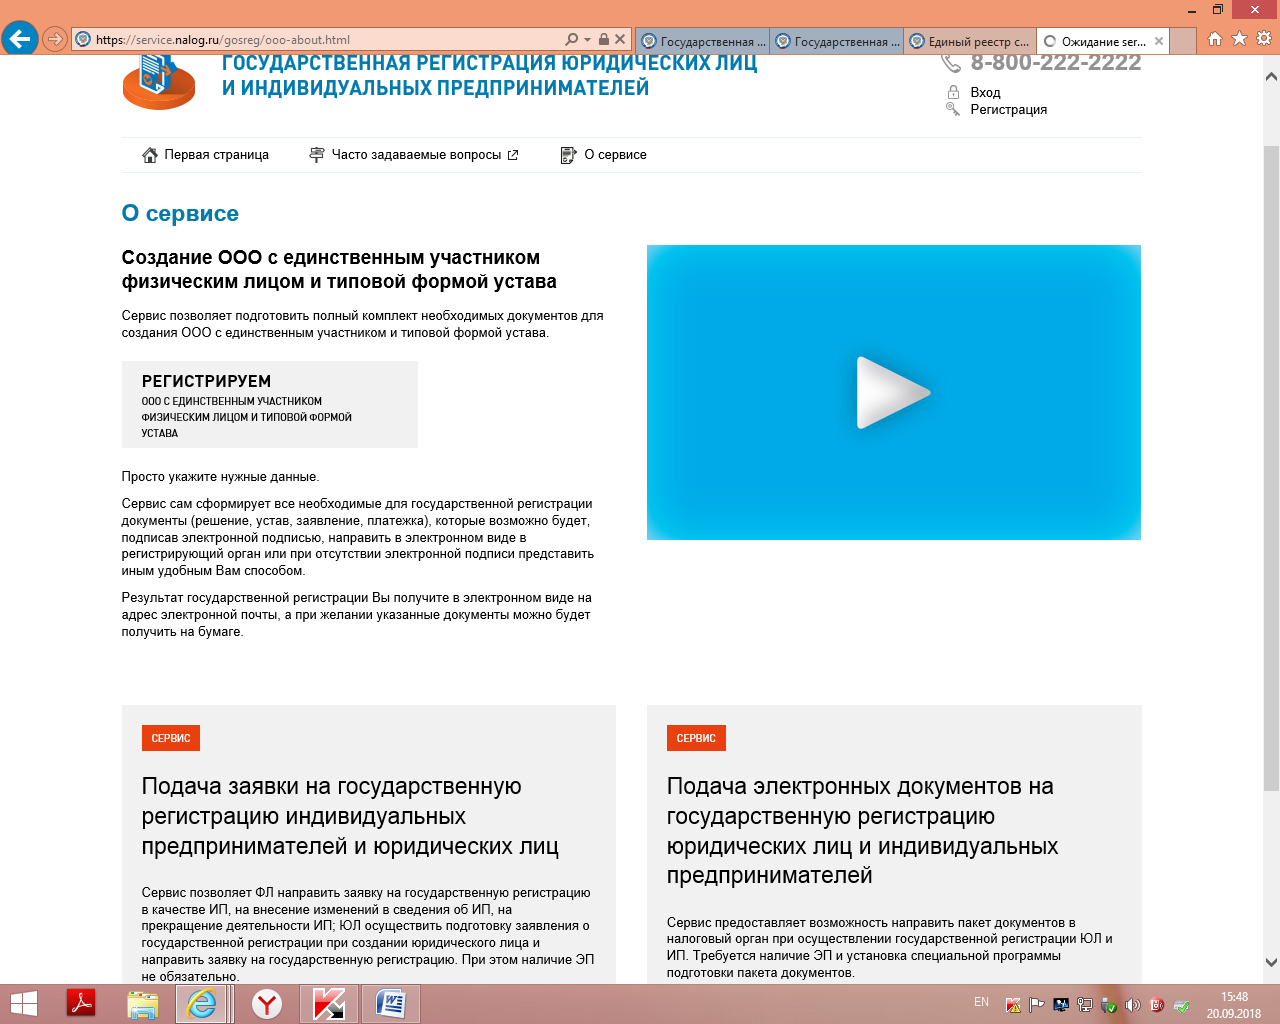 https://service.nalog.ru/gosreg/ooo-about.html
Государственная ...
Государственная ...
Единый реестр с...
Ожидание ser...
ГОСУДАРСТВЕННАЯ РЕГИСТРАЦИЯ ЮРИДИЧЕСКИХ ЛИЦ
И ИНДИВИДУАЛЬНЫХ ПРЕДПРИНИМАТЕЛЕЙ
8-800-222-2222
Вход
Регистрация
Первая страница
Часто задаваемые вопросы
О сервисе
О сервисе
Создание ООО с единственным участником
физическим лицом и типовой формой устава
Сервис позволяет подготовить полный комплект необходимых документов для
создания ООО с единственным участником и типовой формой устава.
РЕГИСТРИРУЕМ
ООО С ЕДИНСТВЕННЫМ УЧАСТНИКОМ
ФИЗИЧЕСКИМ ЛИЦОМ И ТИПОВОЙ ФОРМОЙ
УСТАВА
Просто укажите нужные данные.
Сервис сам сформирует все необходимые для государственной регистрации
документы (решение, устав, заявление, платежка), которые возможно будет,
подписав электронной подписью, направить в электронном виде в
регистрирующий орган или при отсутствии электронной подписи представить
иным удобным Вам способом.
Результат государственной регистрации Вы получите в электронном виде на
адрес электронной почты, а при желании указанные документы можно будет
получить на бумаге.
СЕРВИС
Подача заявки на государственную
регистрацию индивидуальных
предпринимателей и юридических лиц
Сервис позволяет ФЛ направить заявку на государственную регистрацию
в качестве ИП, на внесение изменений в сведения об ИП, на
прекращение деятельности ИП; ЮЛ осуществить подготовку заявления о
государственной регистрации при создании юридического лица и
направить заявку на государственную регистрацию. При этом наличие ЭП
не обязательно.
СЕРВИС
Подача электронных документов на
государственную регистрацию
юридических лиц и индивидуальных
предпринимателей
Сервис предоставляет возможность направить пакет документов в
налоговый орган при осуществлении государственной регистрации ЮЛ и
ИП. Требуется наличие ЭП и установка специальной программы
подготовки пакета документов.
EN
15:48
20.09.2018